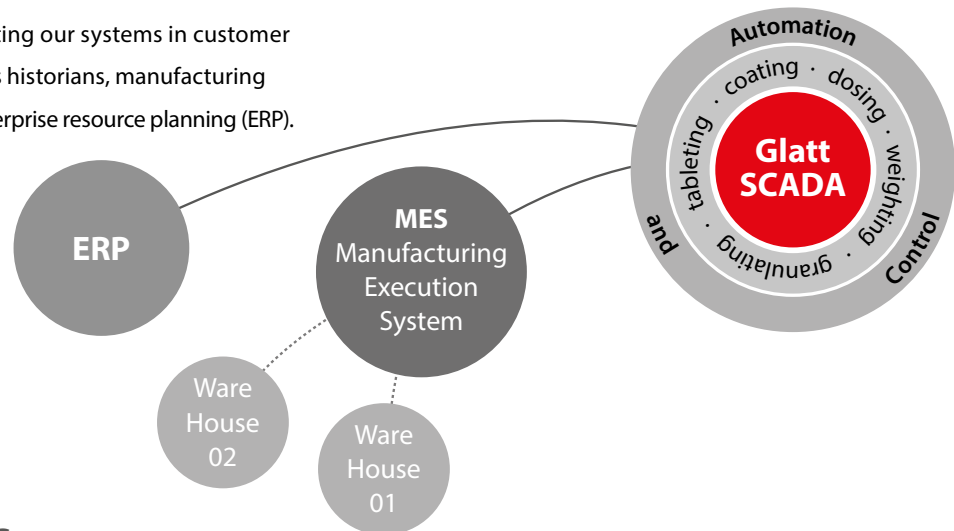 ting our systems in customer
s historians, manufacturing
erprise resource planning (ERP).
Automation
and
Control
tableting · coating · dosing · weighting · granulating ·
Glatt
SCADA
ERP
MES
Manufacturing
Execution
System
Ware
House
02
Ware
House
01